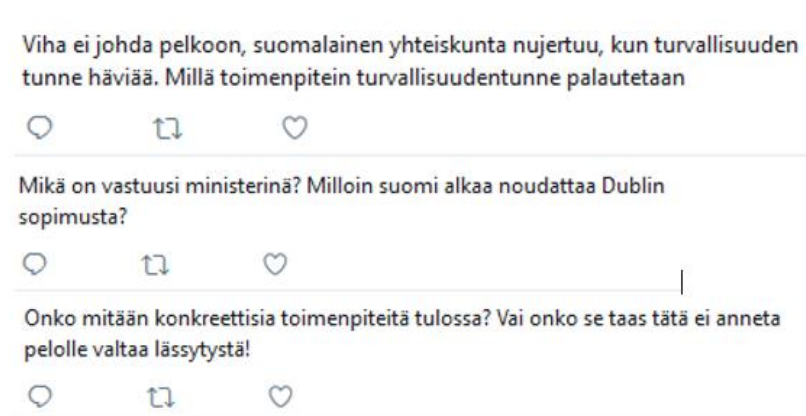 Viha ei johda pelkoon, suomalainen yhteiskunta nujertuu, kun turvallisuuden
tunne häviää. Millä toimenpitein turvallisuudentunne palautetaan
Mikä on vastuusi ministerinä? Milloin suomi alkaa noudattaa Dublin
sopimusta?
Onko mitään konkreettisia toimenpiteitä tulossa? Vai onko se taas tätä ei anneta
pelolle valtaa lässytystä!